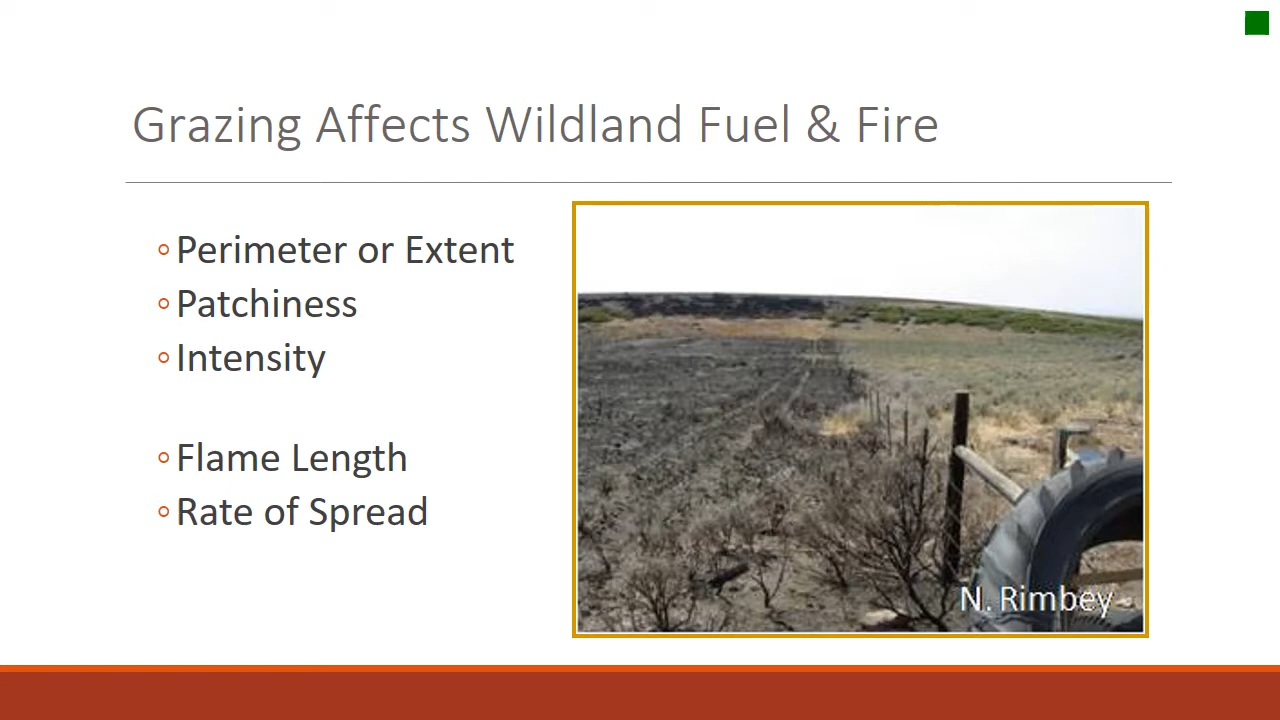 Grazing Affects Wildland Fuel & Fire
◦Perimeter or Extent
◦Patchiness
◦Intensity
◦Flame Length
◦Rate of Spread
N. Rimbey